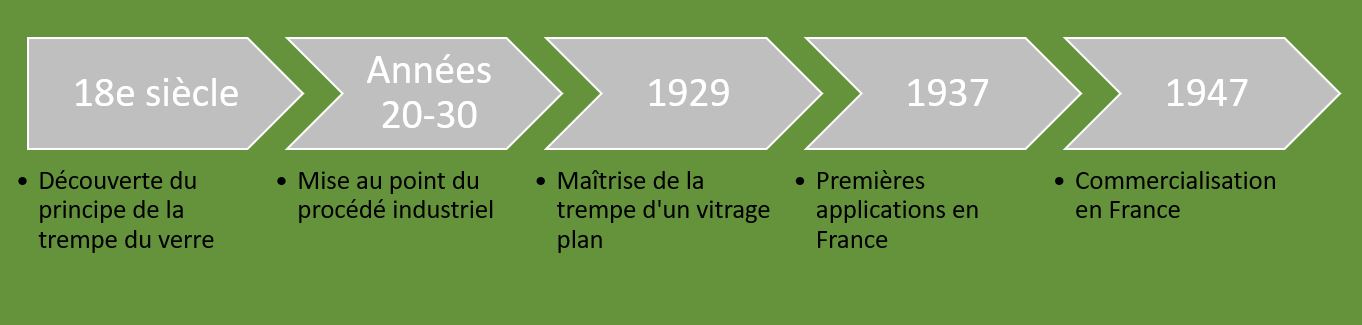 18e siècle
Années
20-30
1929
1937
1947
• Découverte du
principe de la
trempe du verre
• Mise au point du
procédé industriel
• Maîtrise de la
trempe d'un vitrage
plan
• Premières
applications en
France
• Commercialisation
en France